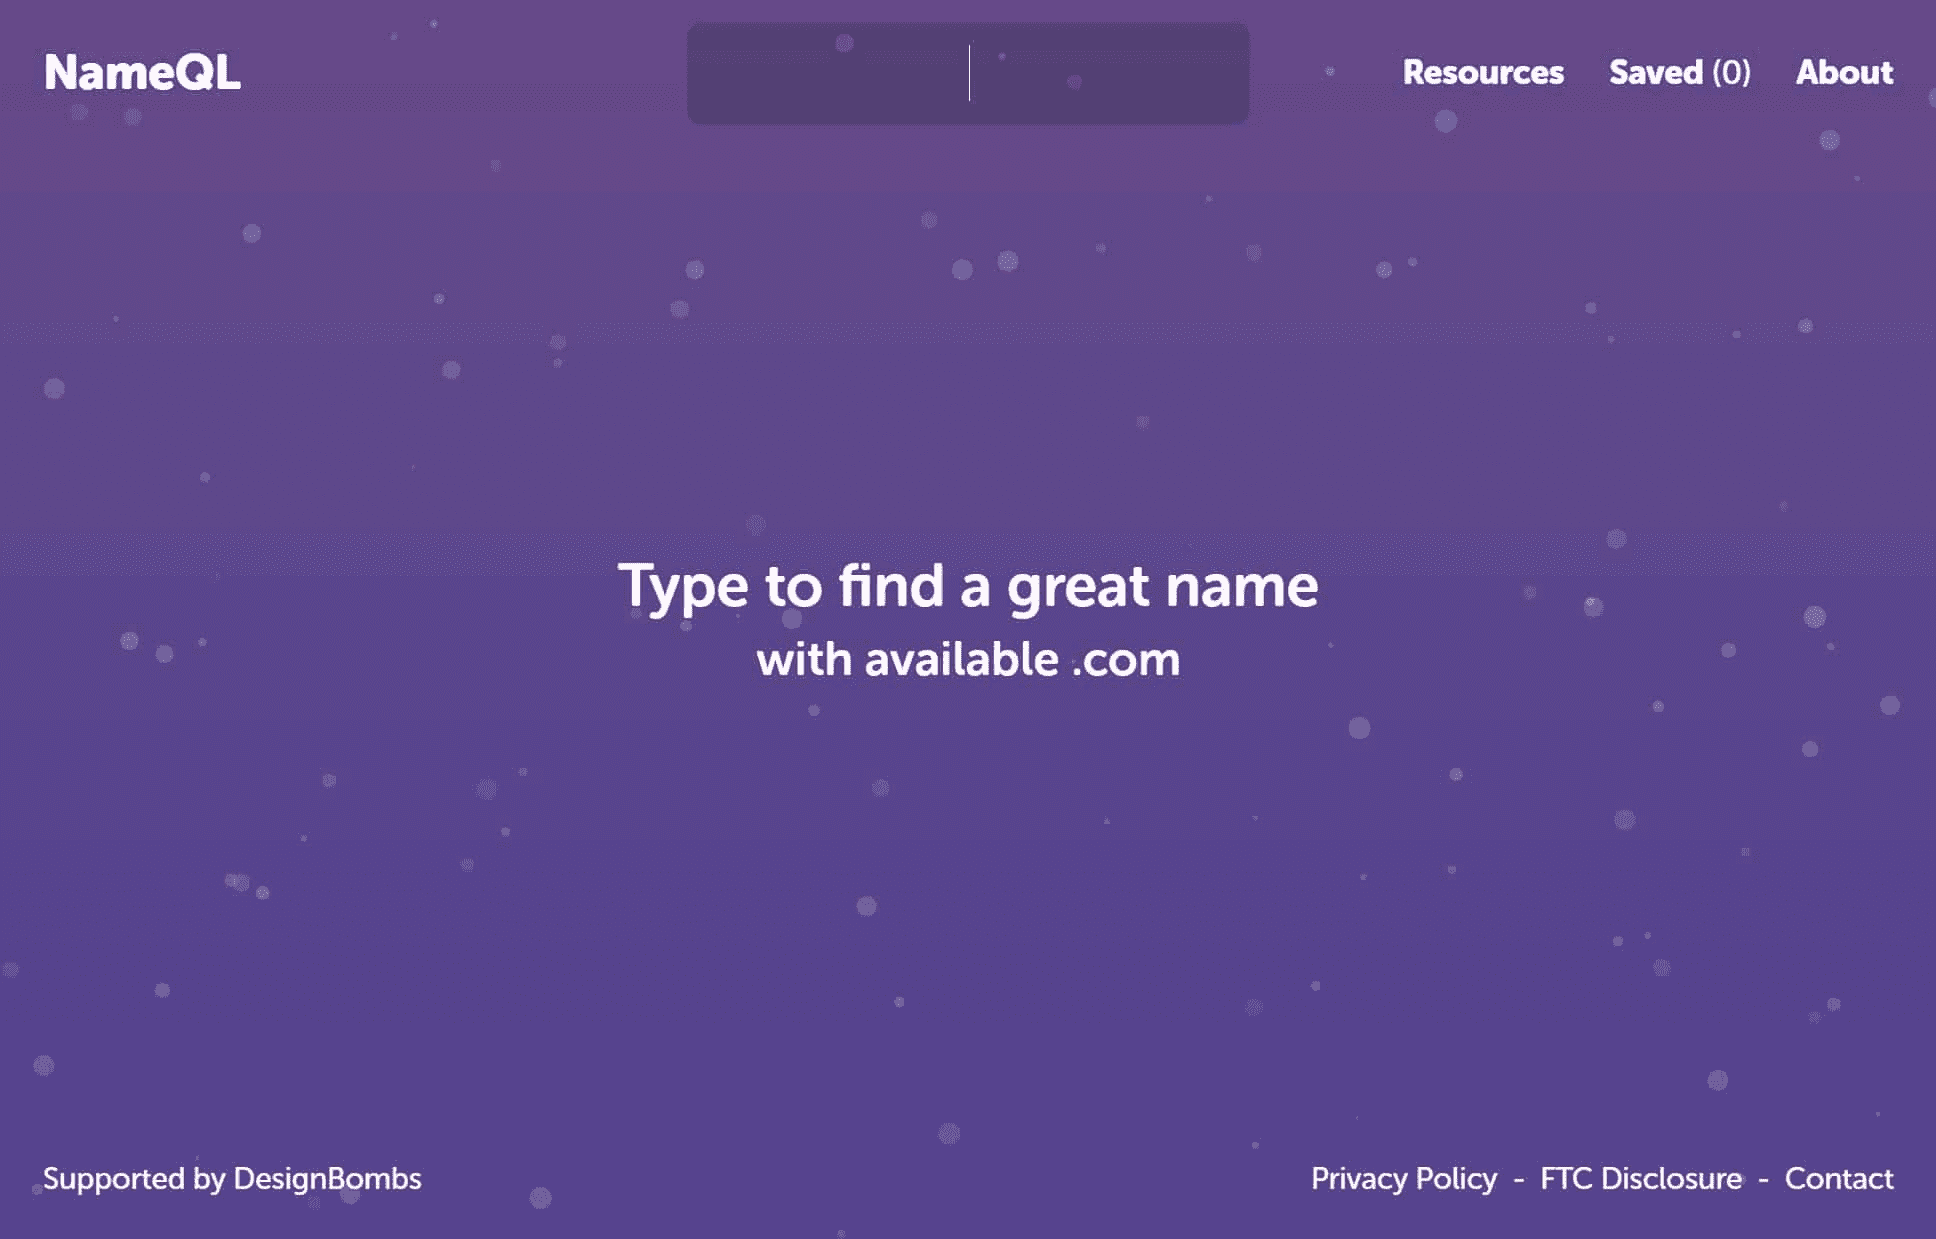 NameQL
Resources Saved (0) About
Type to find a great name
with available .com
Supported by DesignBombs
Privacy Policy - FTC Disclosure - Contact